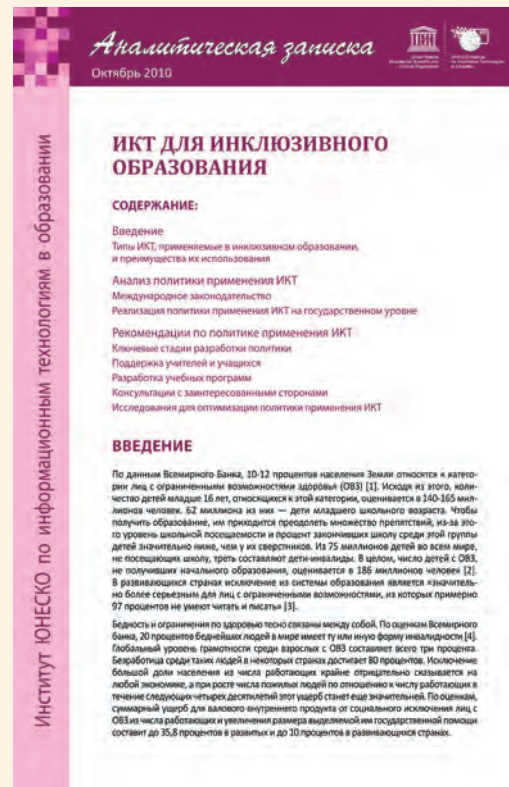 Аналитическая записка
Октябрь 2010
Институт ЮНЕСКО по информационным технологиям в образовании
ИКТ ДЛЯ ИНКЛЮЗИВНОГО
ОБРАЗОВАНИЯ
СОДЕРЖАНИЕ:
Введение
Типы ИКТ, применяемые в инклюзивном образовании,
и преимущества их использования
Анализ политики применения ИКТ
Международное законодательство
Реализация политики применения ИКТ на государственном уровне
Рекомендации по политике применения ИКТ
Ключевые стадии разработки политики
Поддержка учителей и учащихся
Разработка учебных программ
Консультации с заинтересованными сторонами
Исследования для оптимизации политики применения ИКТ
ВВЕДЕНИЕ
По данным Всемирного Банка, 10-12 процентов населения Земли относятся к катего-
рии лиц с ограниченными возможностями здоровья (ОВЗ) [1]. Исходя из этого, коли-
чество детей младше 16 лет, относящихся к этой категории, оценивается в 140-165 мил-
лионов человек. 62 миллиона из них — дети младшего школьного возраста. Чтобы
получить образование, им приходится преодолеть множество препятствий, из-за это-
го уровень школьной посещаемости и процент закончивших школу среди этой группы
детей значительно ниже, чем у их сверстников. Из 75 миллионов детей во всем мире,
не посещающих школу, треть составляют дети-инвалиды. В целом, число детей с ОВЗ,
не получивших начального образования, оценивается в 186 миллионов человек [2].
В развивающихся странах исключение из системы образования является «значитель-
но более серьезным для лиц с ограниченными возможностями, из которых примерно
97 процентов не умеют читать и писать» [3].
Бедность и ограничения по здоровью тесно связаны между собой. По оценкам Всемирного
банка, 20 процентов беднейших людей в мире имеет ту или иную форму инвалидности [4].
Глобальный уровень грамотности среди взрослых с ОВЗ составляет всего три процента.
Безработица среди таких людей в некоторых странах достигает 80 процентов. Исключение
большой доли населения из числа работающих крайне отрицательно сказывается на
любой экономике, а при росте числа пожилых людей по отношению к числу работающих в
течение следующих четырех десятилетий этот ущерб станет еще значительней. По оценкам,
суммарный ущерб для валового внутреннего продукта от социального исключения лиц с
ОВЗ из числа работающих и увеличения размера выделяемой им государственной помощи
составит до 35,8 процентов в развитых и до 10 процентов в развивающихся странах.